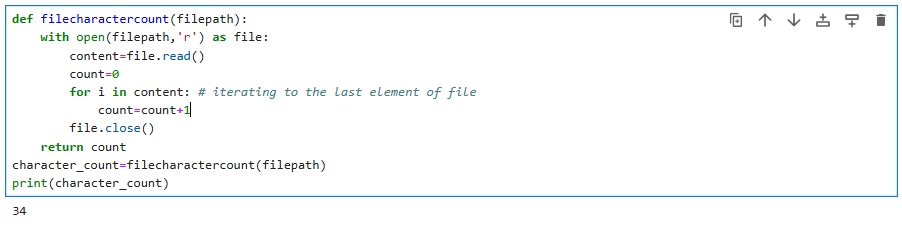 def filecharactercount(filepath):
    with open(filepath,'r') as file:
        content=file.read()
        count=0
        for i in content: # iterating to the last element of file
            count=count+1
        file.close()
    return count
character_count=filecharactercount(filepath)
print(character_count)
34